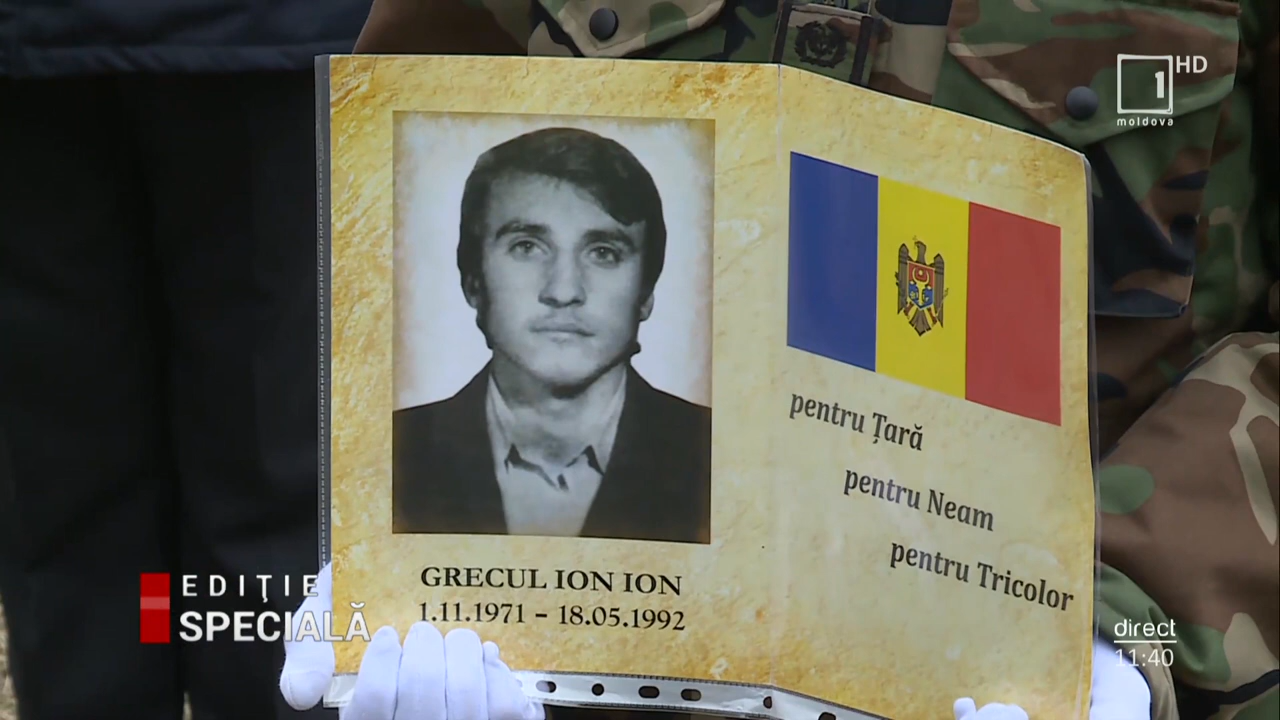 1 HD
moldova
pentru Țară
pentru Neam
pentru Tricolor
GRECUL ION ION
1.11.1971 – 18.05.1992
EDIŢIE
SPECIALĂ
direct
11:40